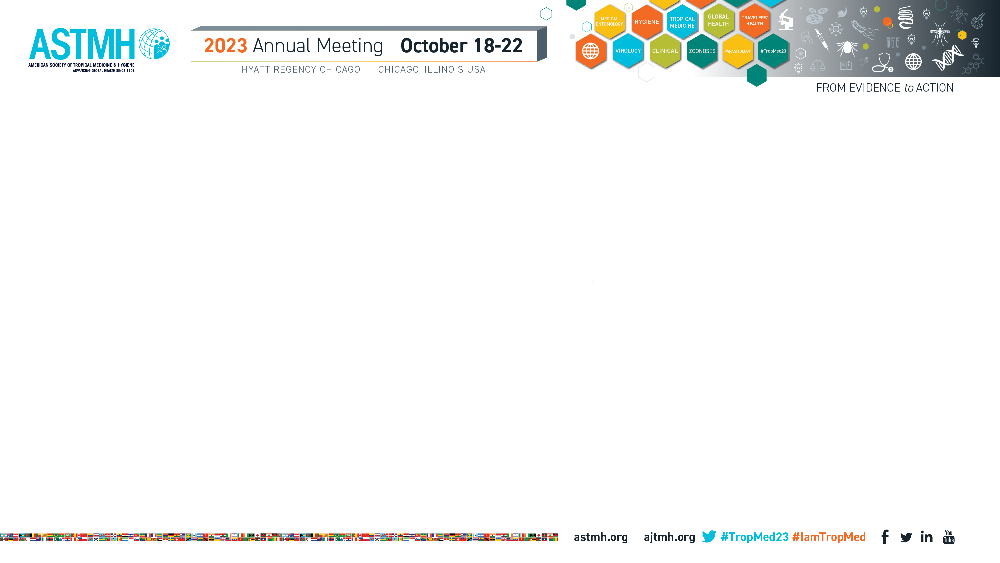 ASTMH
AMERICAN SOCIETY OF TROPICAL MEDICINE & HYGIENE
ADVANCING GLOBAL HEALTH SINCE 1903
2023 Annual Meeting | October 18-22
HYATT REGENCY CHICAGO | CHICAGO, ILLINOIS USA
MEDICAL
ENTOMOLOGY
HYGIENE
TROPICAL
MEDICINE
GLOBAL
HEALTH
TRAVELERS'
HEALTH
VIROLOGY
CLINICAL
ZOONOSES
PARASITOLOGY
#TropMed23
FROM EVIDENCE to ACTION
astmh.org | ajtmh.org #TropMed23 #IamTropMed
You
Tube